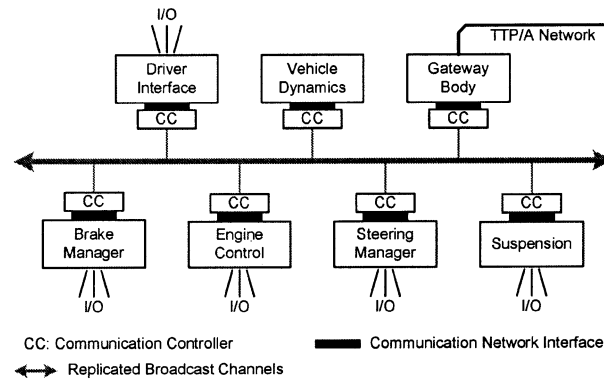 I/O
TTP/A Network
Driver
Interface
Vehicle
Dynamics
Gateway
Body
CC
CC
CC
CC
CC
CC
CC
Brake
Manager
Engine
Control
Steering
Manager
Suspension
I/O
I/O
I/O
I/O
CC: Communication Controller
Communication Network Interface
Replicated Broadcast Channels